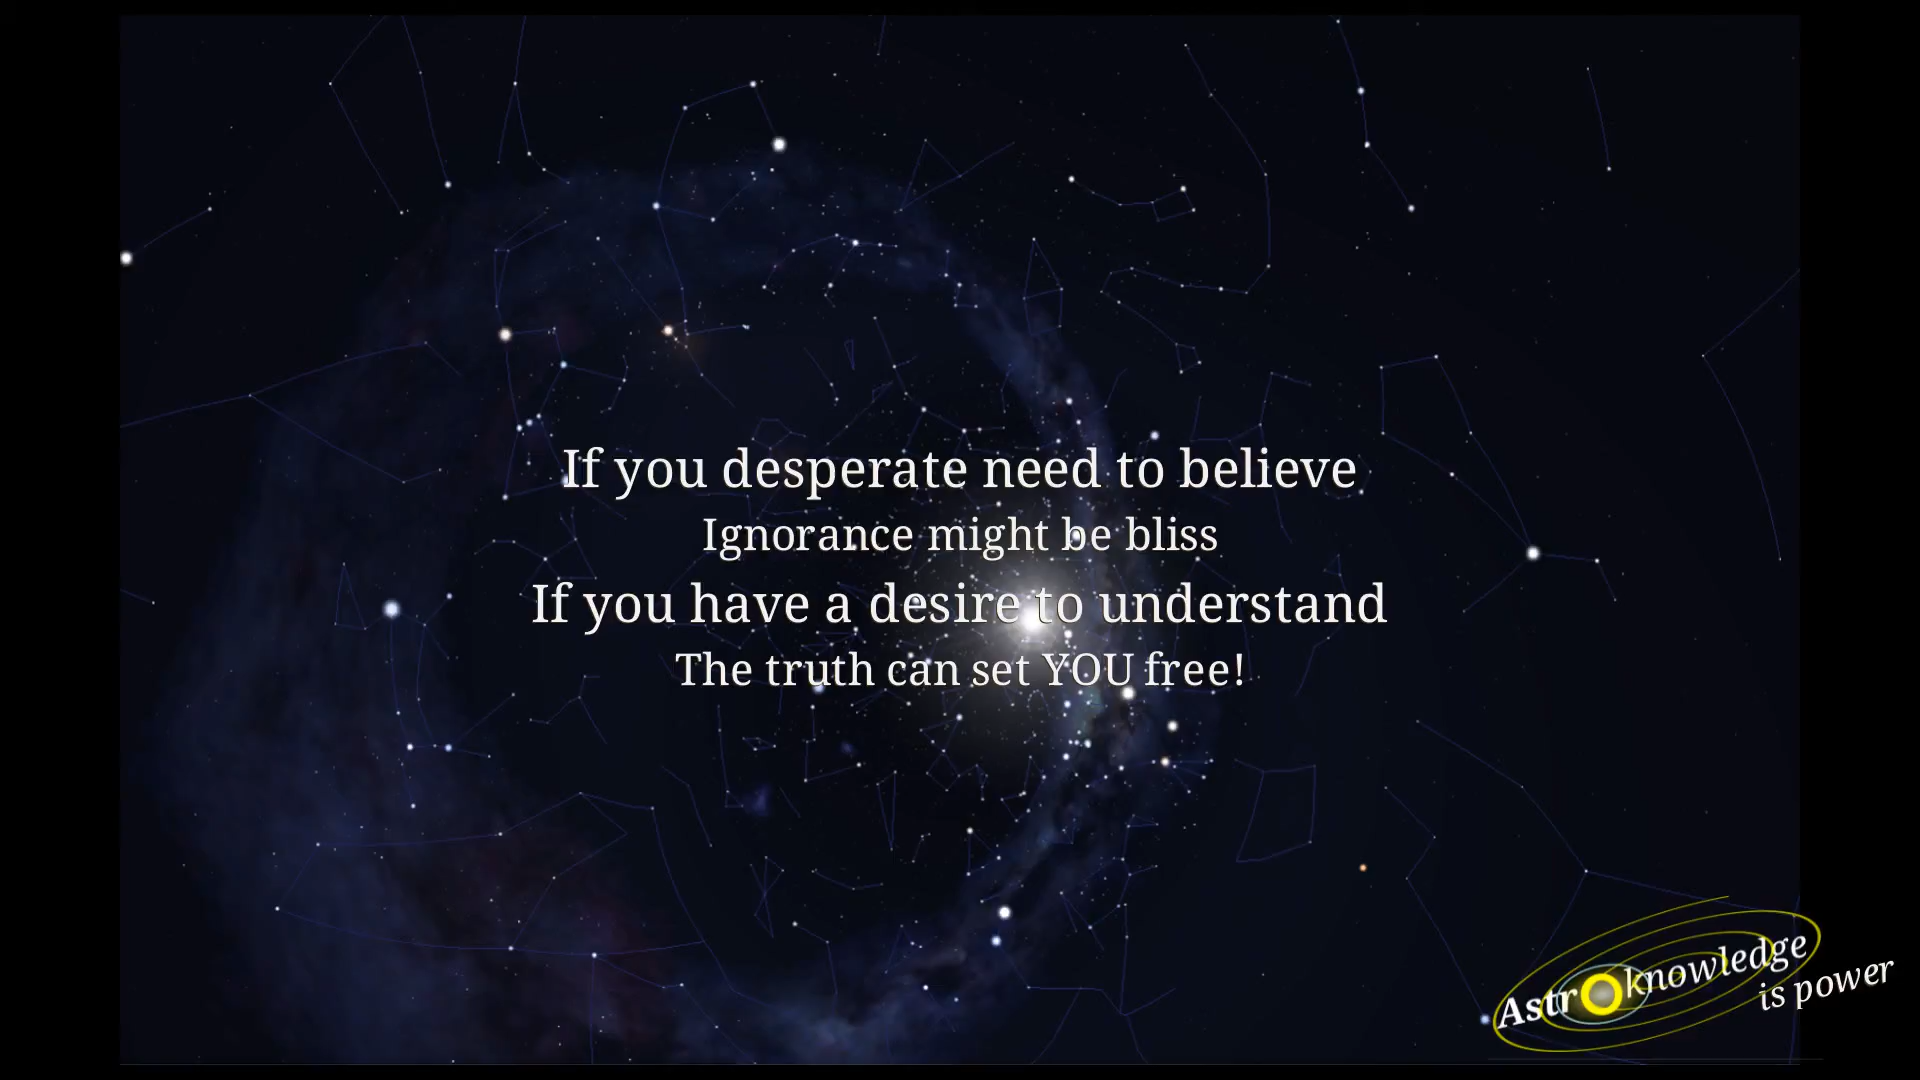 If you desperate need to believe
Ignorance might be bliss
If you have a desire to understand
The truth can set YOU free!
Astroknowledge
is power